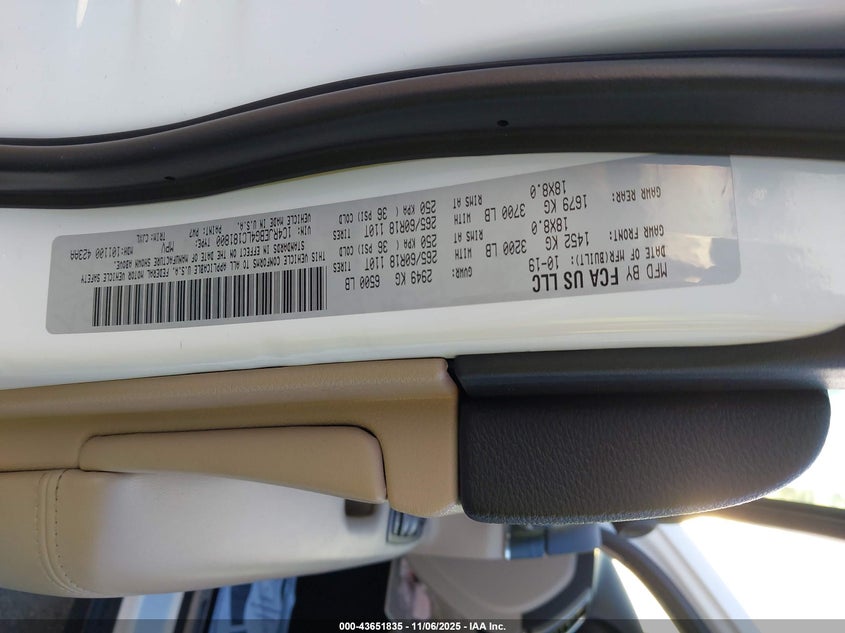 MFD BY FCA US LLC
DATE OF MFR(BUILT): 10-19
GVWR: 2949 KG 6500 LB
GAWR FRONT: 1452 KG 3200 LB WITH 265/60R18 110T TIRES
18X8.0 RIMS AT 250 KPA ( 36 PSI) COLD
GAWR REAR: 1679 KG 3700 LB WITH 265/60R18 110T TIRES
18X8.0 RIMS AT 250 KPA ( 36 PSI) COLD
THIS VEHICLE CONFORMS TO ALL APPLICABLE U.S.A. FEDERAL MOTOR VEHICLE SAFETY
STANDARDS IN EFFECT ON THE DATE OF MANUFACTURE SHOWN ABOVE.
VEHICLE MADE IN U.S.A.
VIN: 1C4RJEBG4LC181800 TYPE: MPV
PAINT: PW7 TRIM:
MDH: 101100 423AA
000-43651835 - 11/06/2025 - IAA Inc.